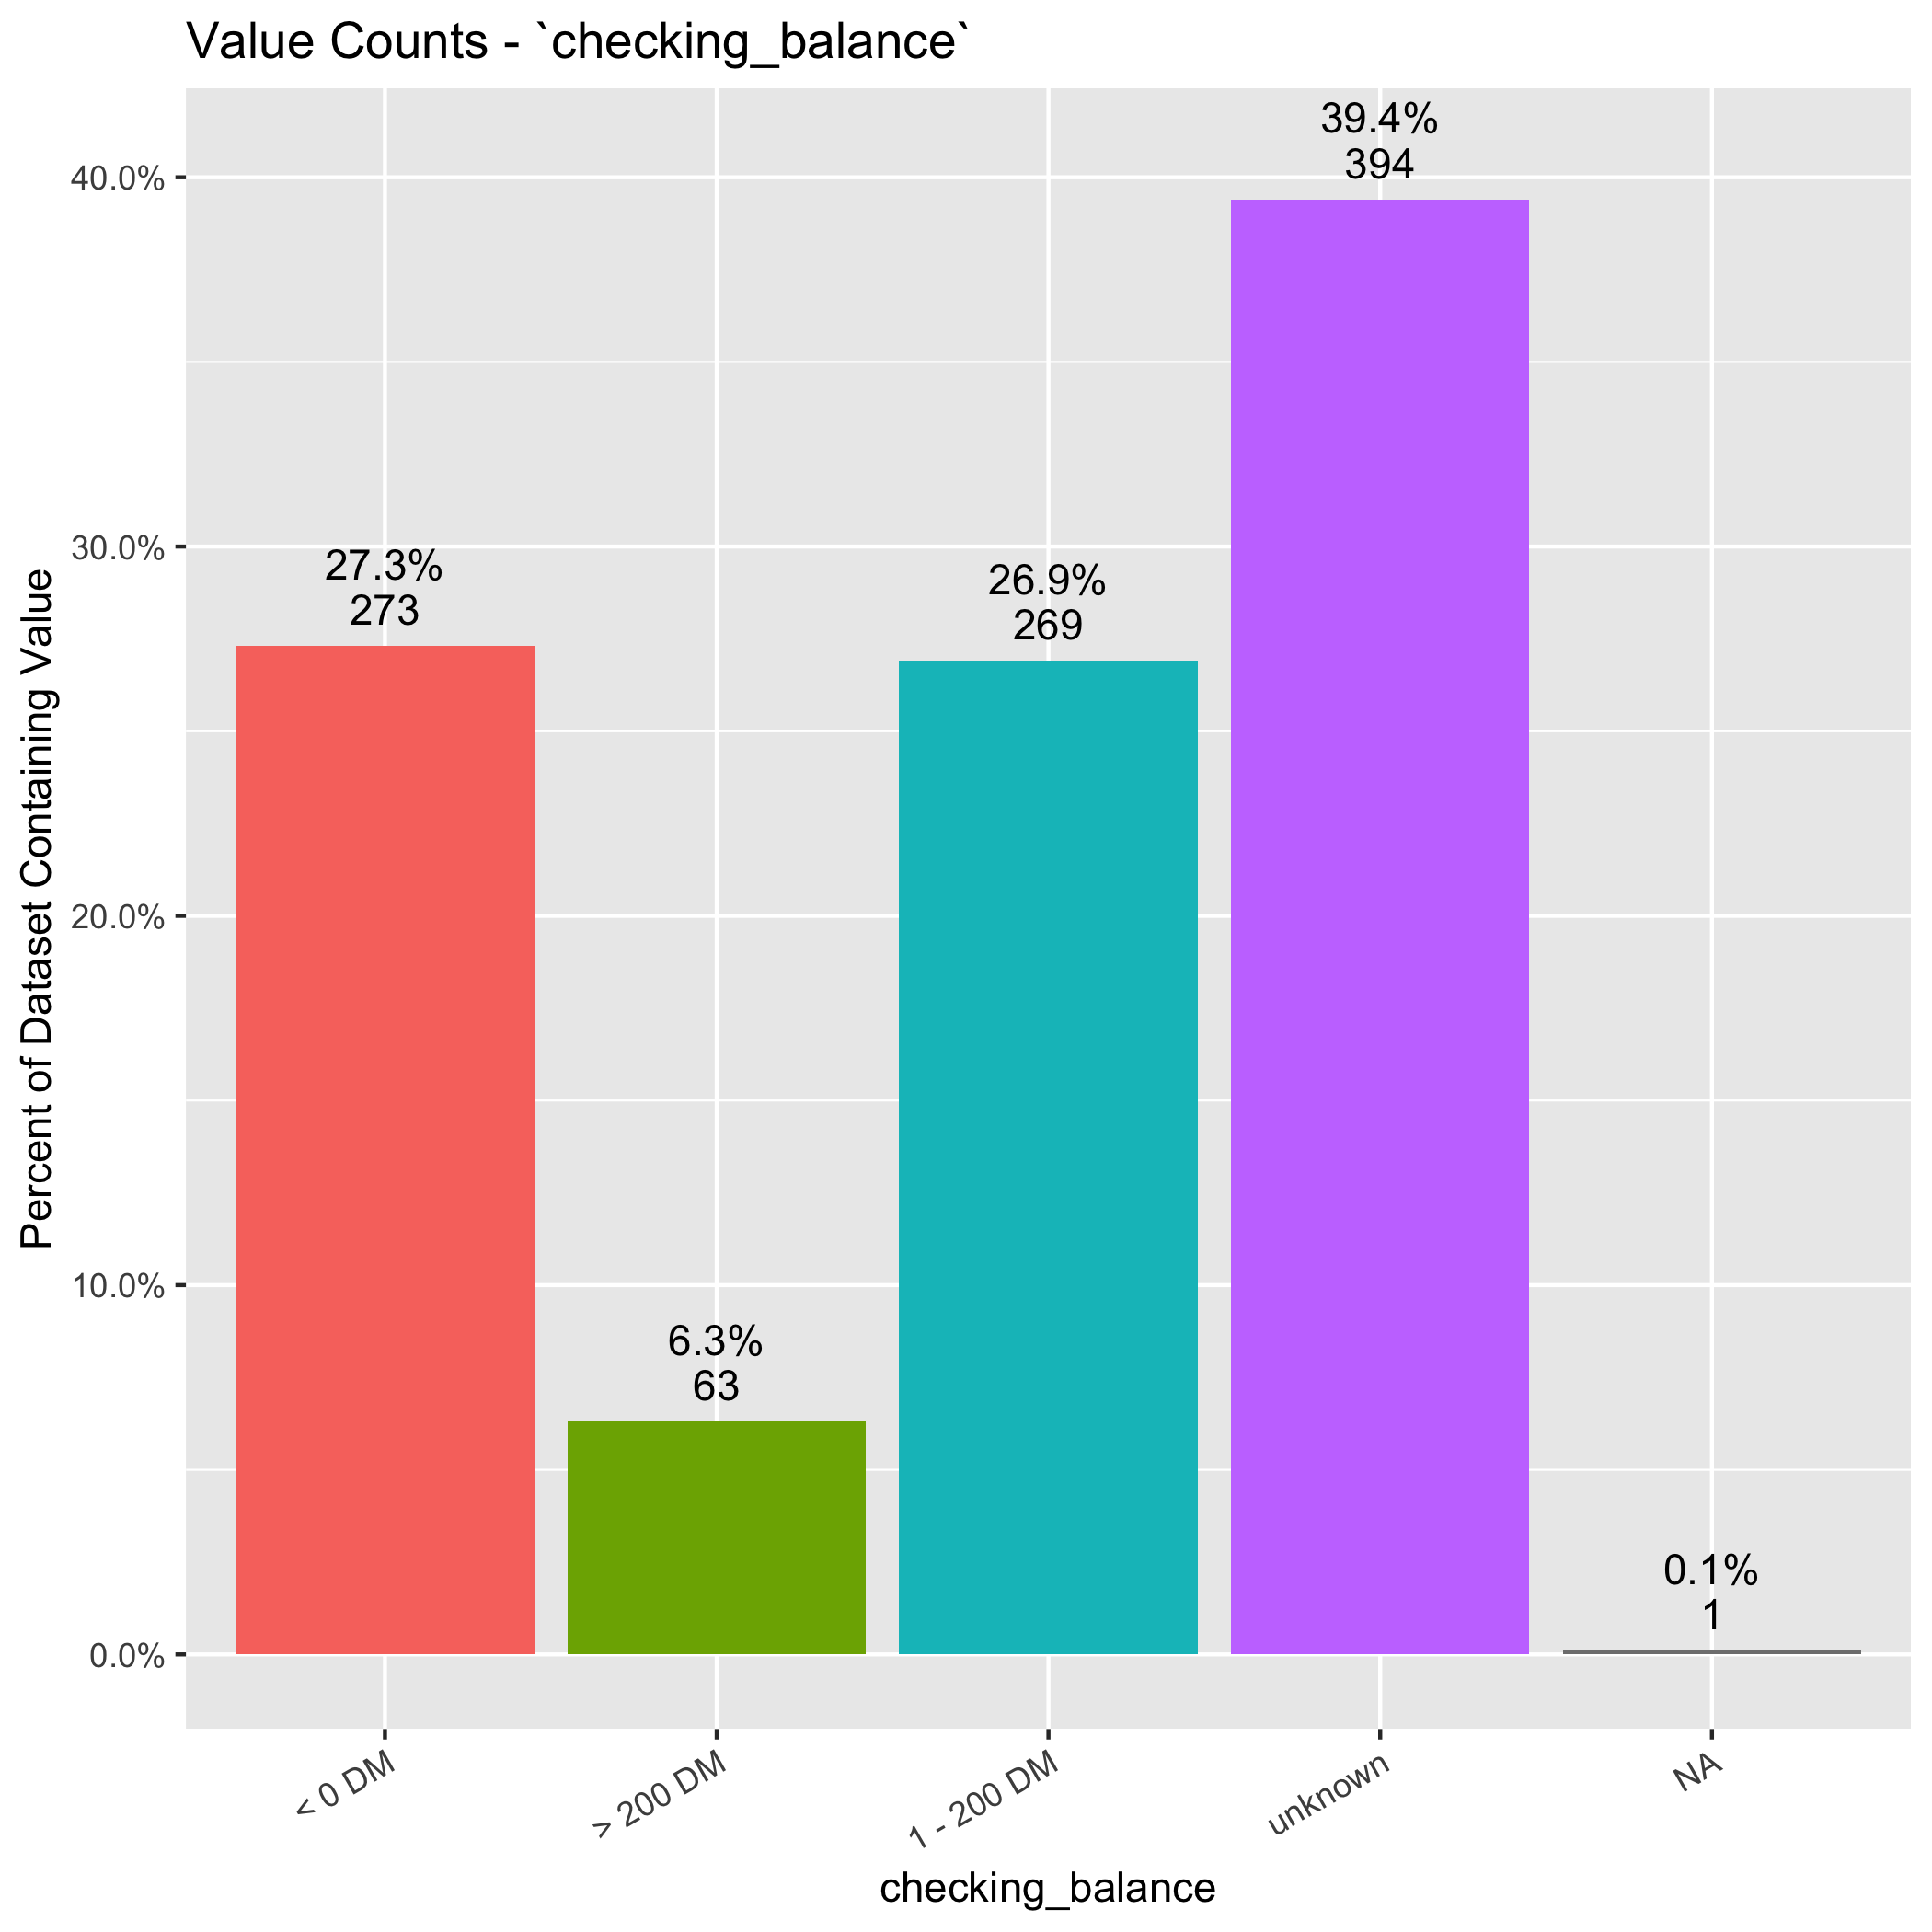 Value Counts - `checking_balance`
Percent of Dataset Containing Value
40.0%
30.0%
20.0%
10.0%
0.0%
27.3%
273
6.3%
63
26.9%
269
39.4%
394
0.1%
1
< 0 DM
> 200 DM
1 - 200 DM
unknown
NA
checking_balance